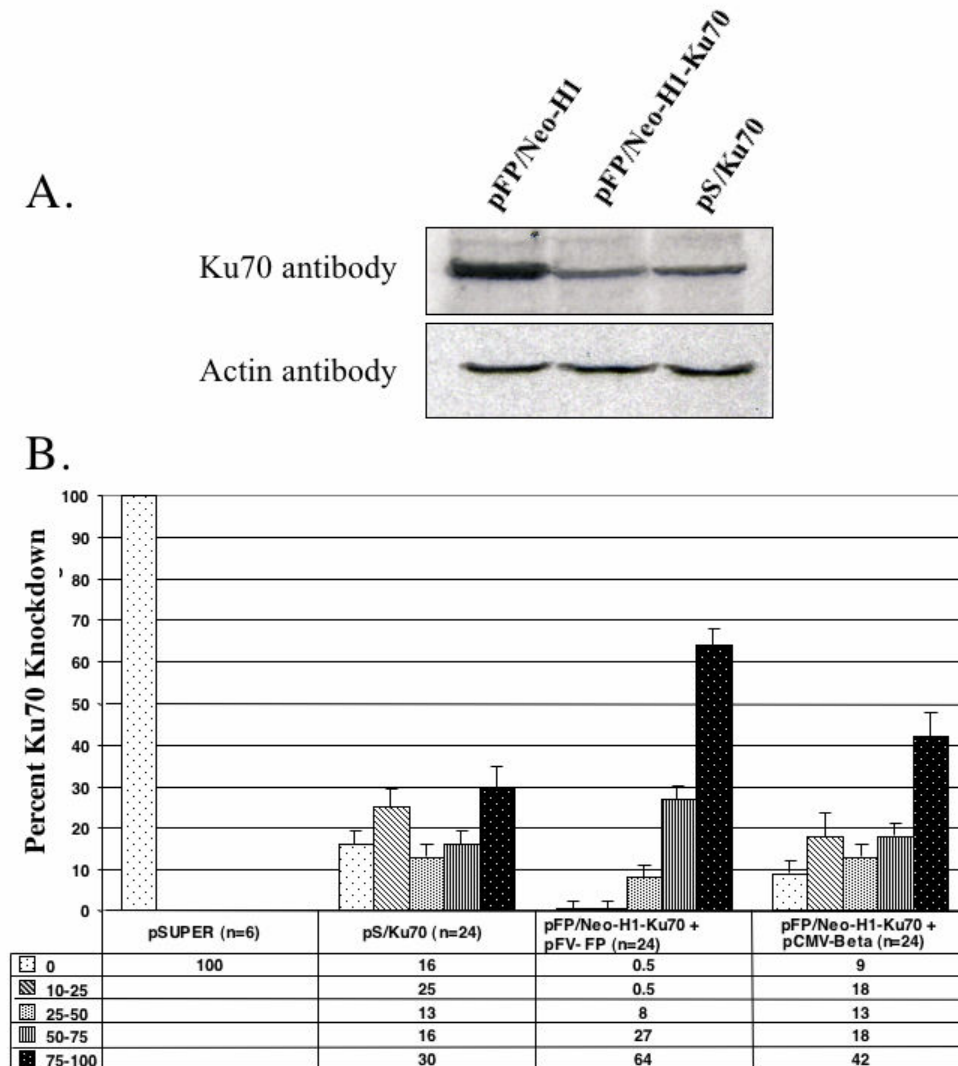 pFP/Neo-H1
pFP/Neo-H1-Ku70
pS/Ku70
A.
Ku70 antibody
Actin antibody
B.
Percent Ku70 Knockdown
100
90
80
70
60
50
40
30
20
10
0
pSUPER (n=6)
pS/Ku70 (n=24)
pFP/Neo-H1-Ku70 +
pFV- FP (n=24)
pFP/Neo-H1-Ku70 +
pCMV-Beta (n=24)
0 100 16 0.5 9
10-25 25 0.5 18
25-50 13 8 13
50-75 16 27 18
75-100 30 64 42